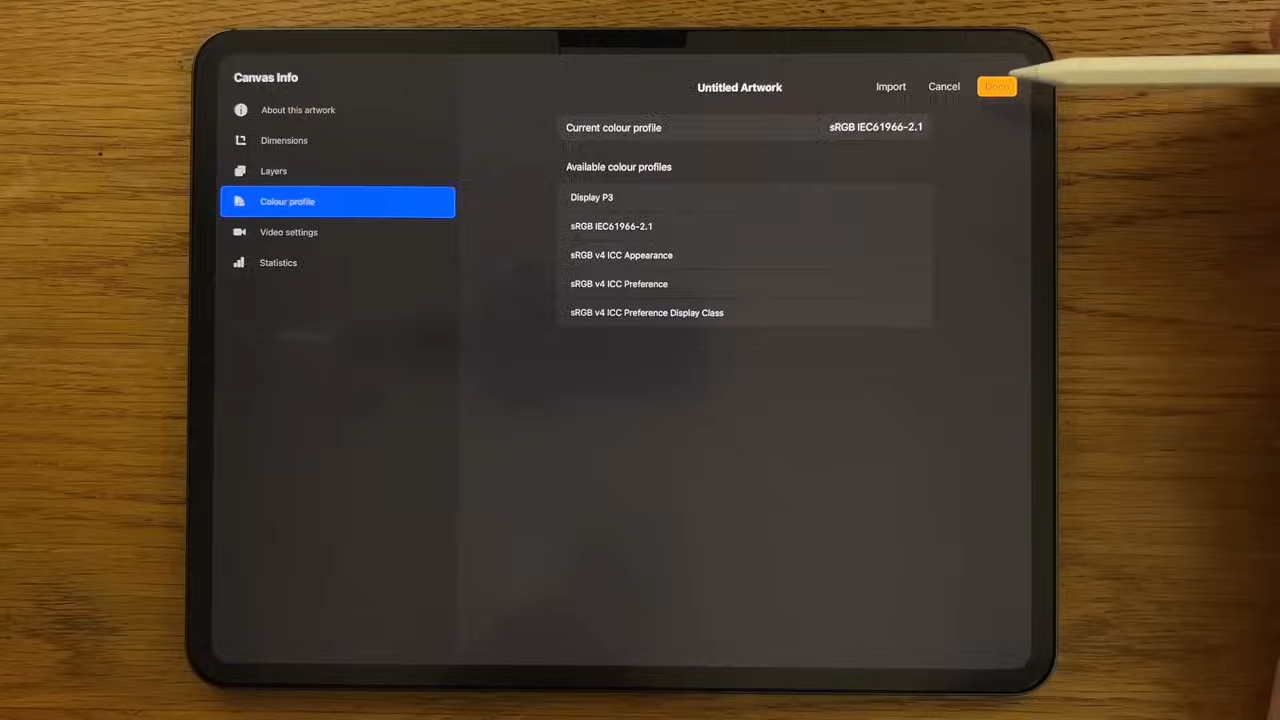 Canvas Info
About this artwork
Dimensions
Layers
Colour profile
Video settings
Statistics
Untitled Artwork
Import
Cancel
Done
Current colour profile
sRGB IEC61966-2.1
Available colour profiles
Display P3
sRGB IEC61966-2.1
sRGB v4 ICC Appearance
sRGB v4 ICC Preference
sRGB v4 ICC Preference Display Class